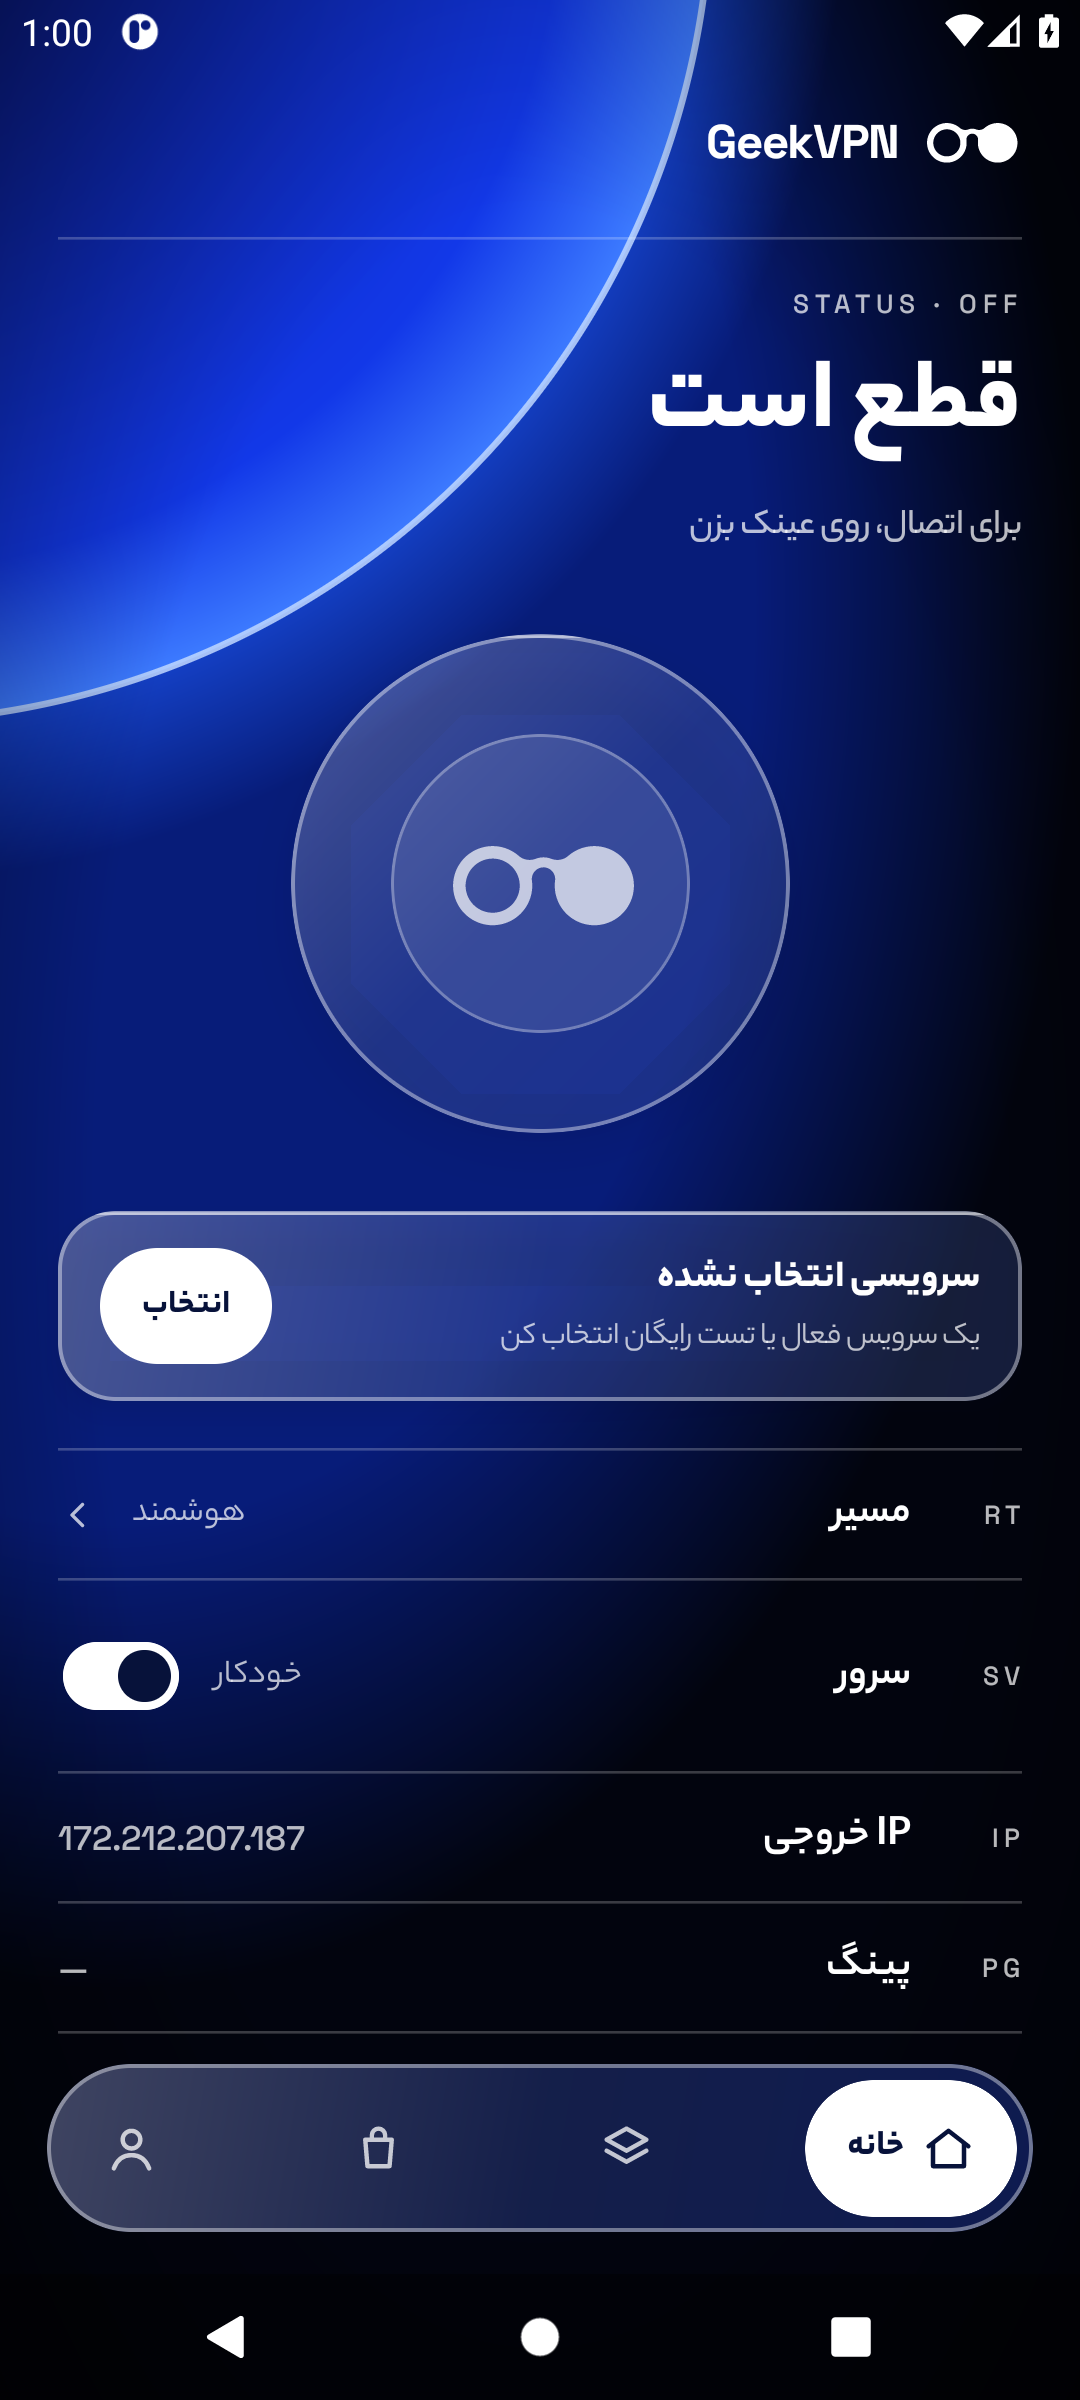 1:00
GeekVPN
STATUS · OFF
قطع است
برای اتصال، روی عینک بزن
سرویسی انتخاب نشده
یک سرویس فعال یا تست رایگان انتخاب کن
انتخاب
RT مسیر هوشمند
SV سرور خودکار
IP IP خروجی 172.212.207.187
PG پینگ —
خانه